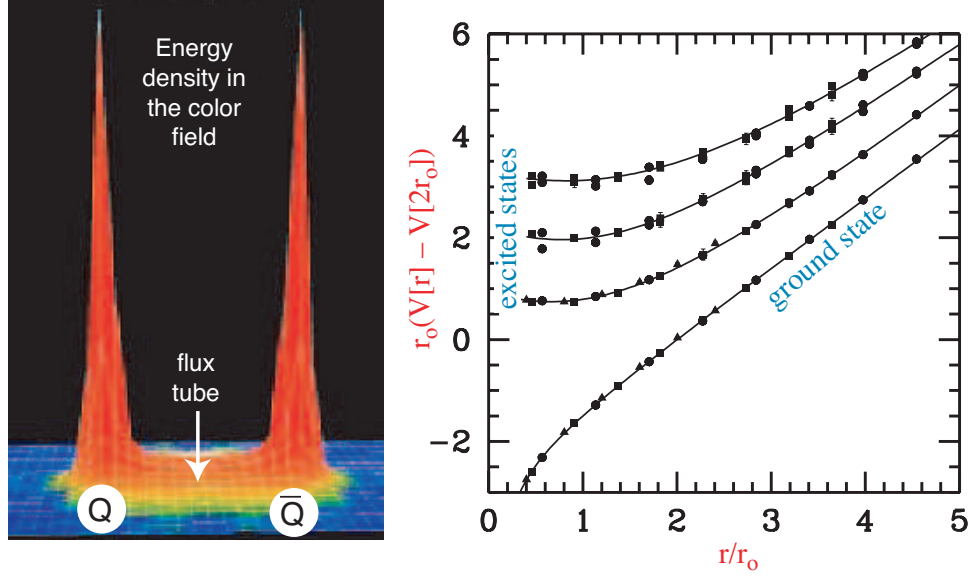 Energy
density in
the color
field
flux
tube
Q
Q̅
6
4
2
0
−2
0
1
2
3
4
5
r/r₀
r₀(V[r] − V[2r₀])
excited states
ground state